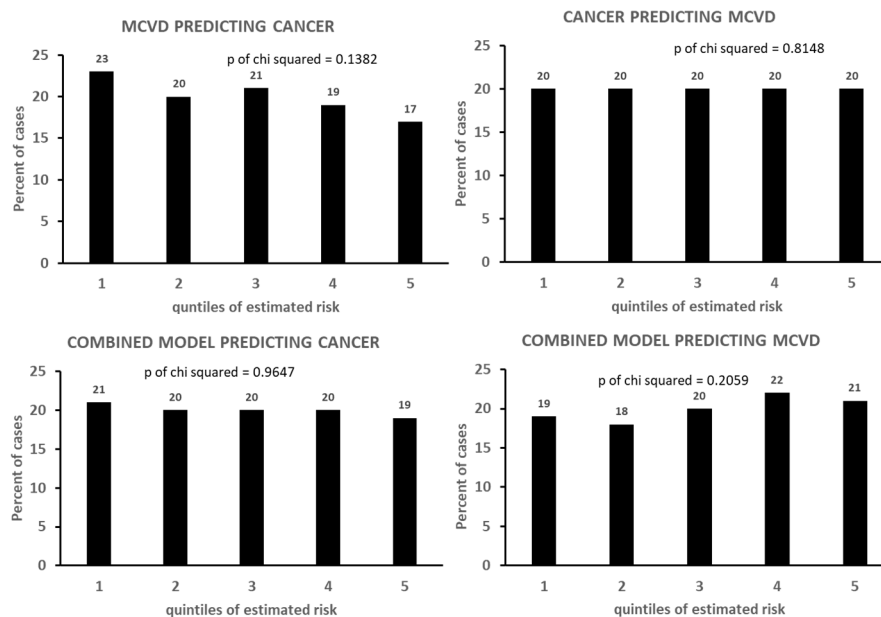 MCVD PREDICTING CANCER
p of chi squared = 0.1382
Percent of cases
25
20
15
10
5
0
23
20
21
19
17
1 2 3 4 5
quntiles of estimated risk
CANCER PREDICTING MCVD
p of chi squared = 0.8148
Percent of cases
25
20
15
10
5
0
20
20
20
20
20
1 2 3 4 5
quintiles of estimated risk
COMBINED MODEL PREDICTING CANCER
p of chi squared = 0.9647
Percent of cases
25
20
15
10
5
0
21
20
20
20
19
1 2 3 4 5
quintiles of estimated risk
COMBINED MODEL PREDICTING MCVD
p of chi squared = 0.2059
Percent of cases
25
20
15
10
5
0
19
18
20
22
21
1 2 3 4 5
quintiles of estimated risk